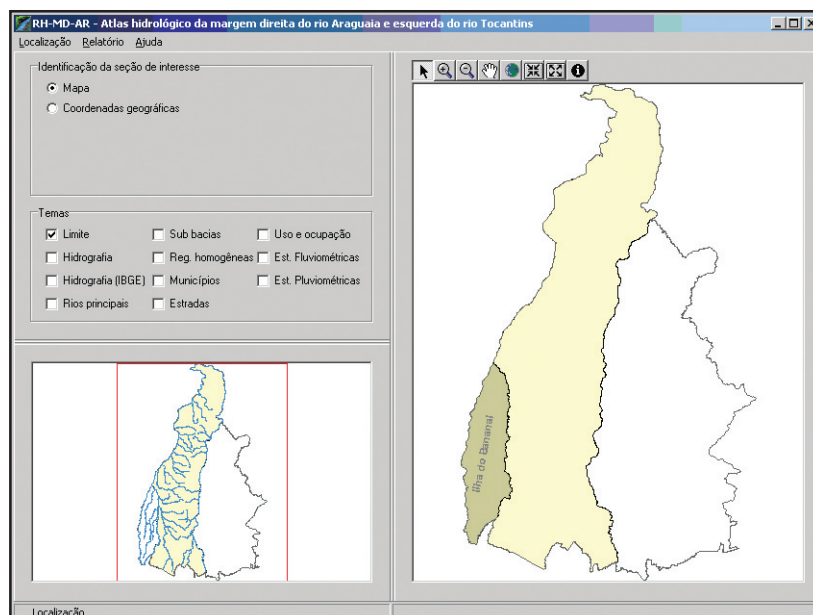 RH-MD-AR - Atlas hidrológico da margem direita do rio Araguaia e esquerda do rio Tocantins
Localização Relatório Ajuda
Identificação da seção de interesse
Mapa
Coordenadas geográficas
Temas
Limite Sub bacias Uso e ocupação
Hidrografia Reg. homogêneas Est. Fluviométricas
Hidrografia (IBGE) Municípios Est. Pluviométricas
Rios principais Estradas
Ilha do Bananal
Localização